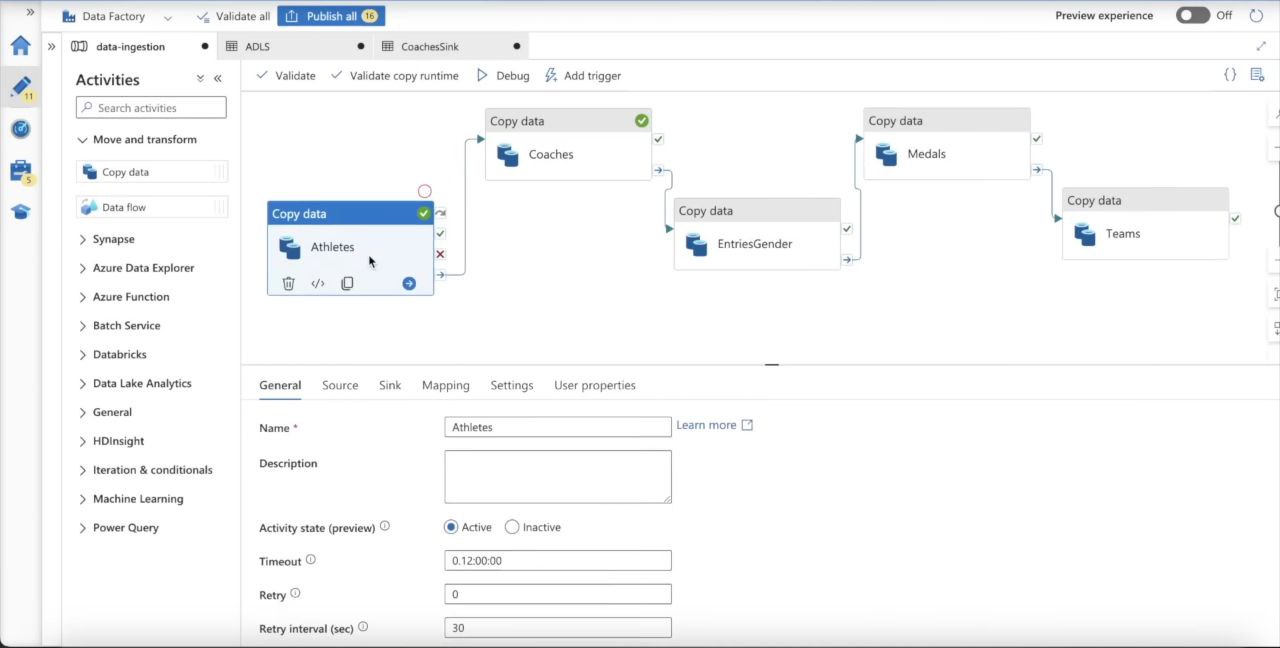 Data Factory
Validate all
Publish all 16
Preview experience
Off
data-ingestion
ADLS
CoachesSink
11
5
Activities
Search activities
Move and transform
Copy data
Data flow
Synapse
Azure Data Explorer
Azure Function
Batch Service
Databricks
Data Lake Analytics
General
HDInsight
Iteration & conditionals
Machine Learning
Power Query
Validate
Validate copy runtime
Debug
Add trigger
Copy data
Athletes
Copy data
Coaches
Copy data
EntriesGender
Copy data
Medals
Copy data
Teams
General
Source
Sink
Mapping
Settings
User properties
Name *
Athletes
Learn more
Description
Activity state (preview)
Active
Inactive
Timeout
0.12:00:00
Retry
0
Retry interval (sec)
30